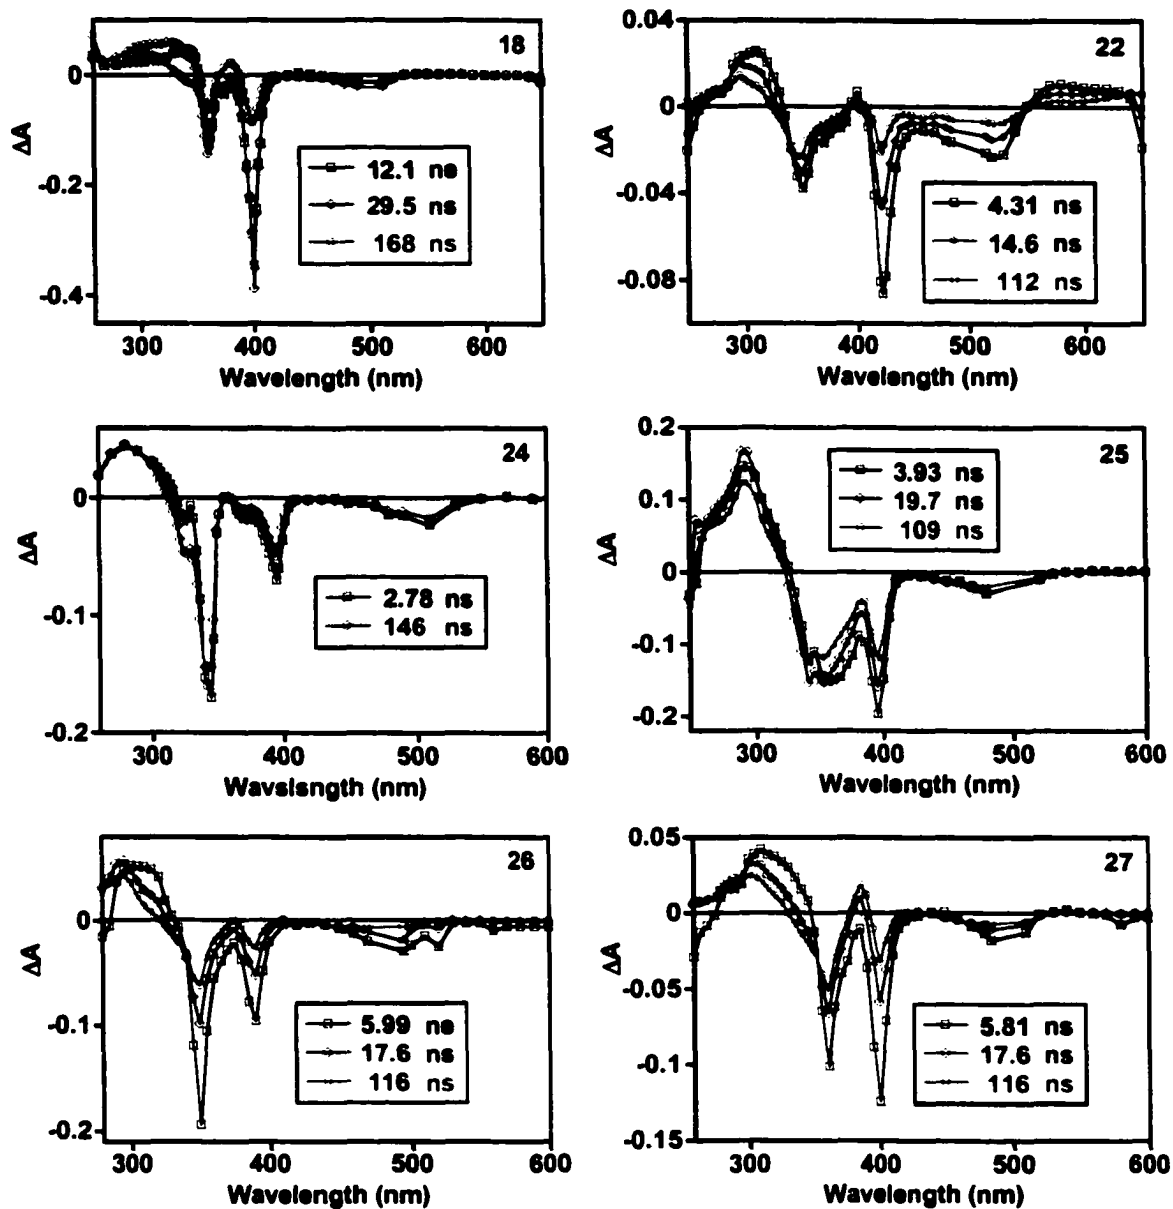 18
0
-0.2
-0.4
ΔA
12.1 ne
29.5 ns
168 ns
300 400 500 600
Wavelength (nm)
22
0.04
0
-0.04
-0.08
ΔA
4.31 ns
14.6 ns
112 ns
300 400 500 600
Wavelength (nm)
24
0
-0.1
-0.2
ΔA
2.78 ns
146 ns
300 400 500 600
Wavsisngth (nm)
25
0.2
0.1
0
-0.1
-0.2
ΔA
3.93 ns
19.7 ns
109 ns
300 400 500 600
Wavelength (nm)
26
0
-0.1
-0.2
ΔA
5.99 ne
17.6 ns
116 ns
300 400 500 600
Wavelength (nm)
27
0.05
0
-0.05
-0.1
-0.15
ΔA
5.81 ns
17.6 ns
116 ns
300 400 500 600
Wavelength (nm)